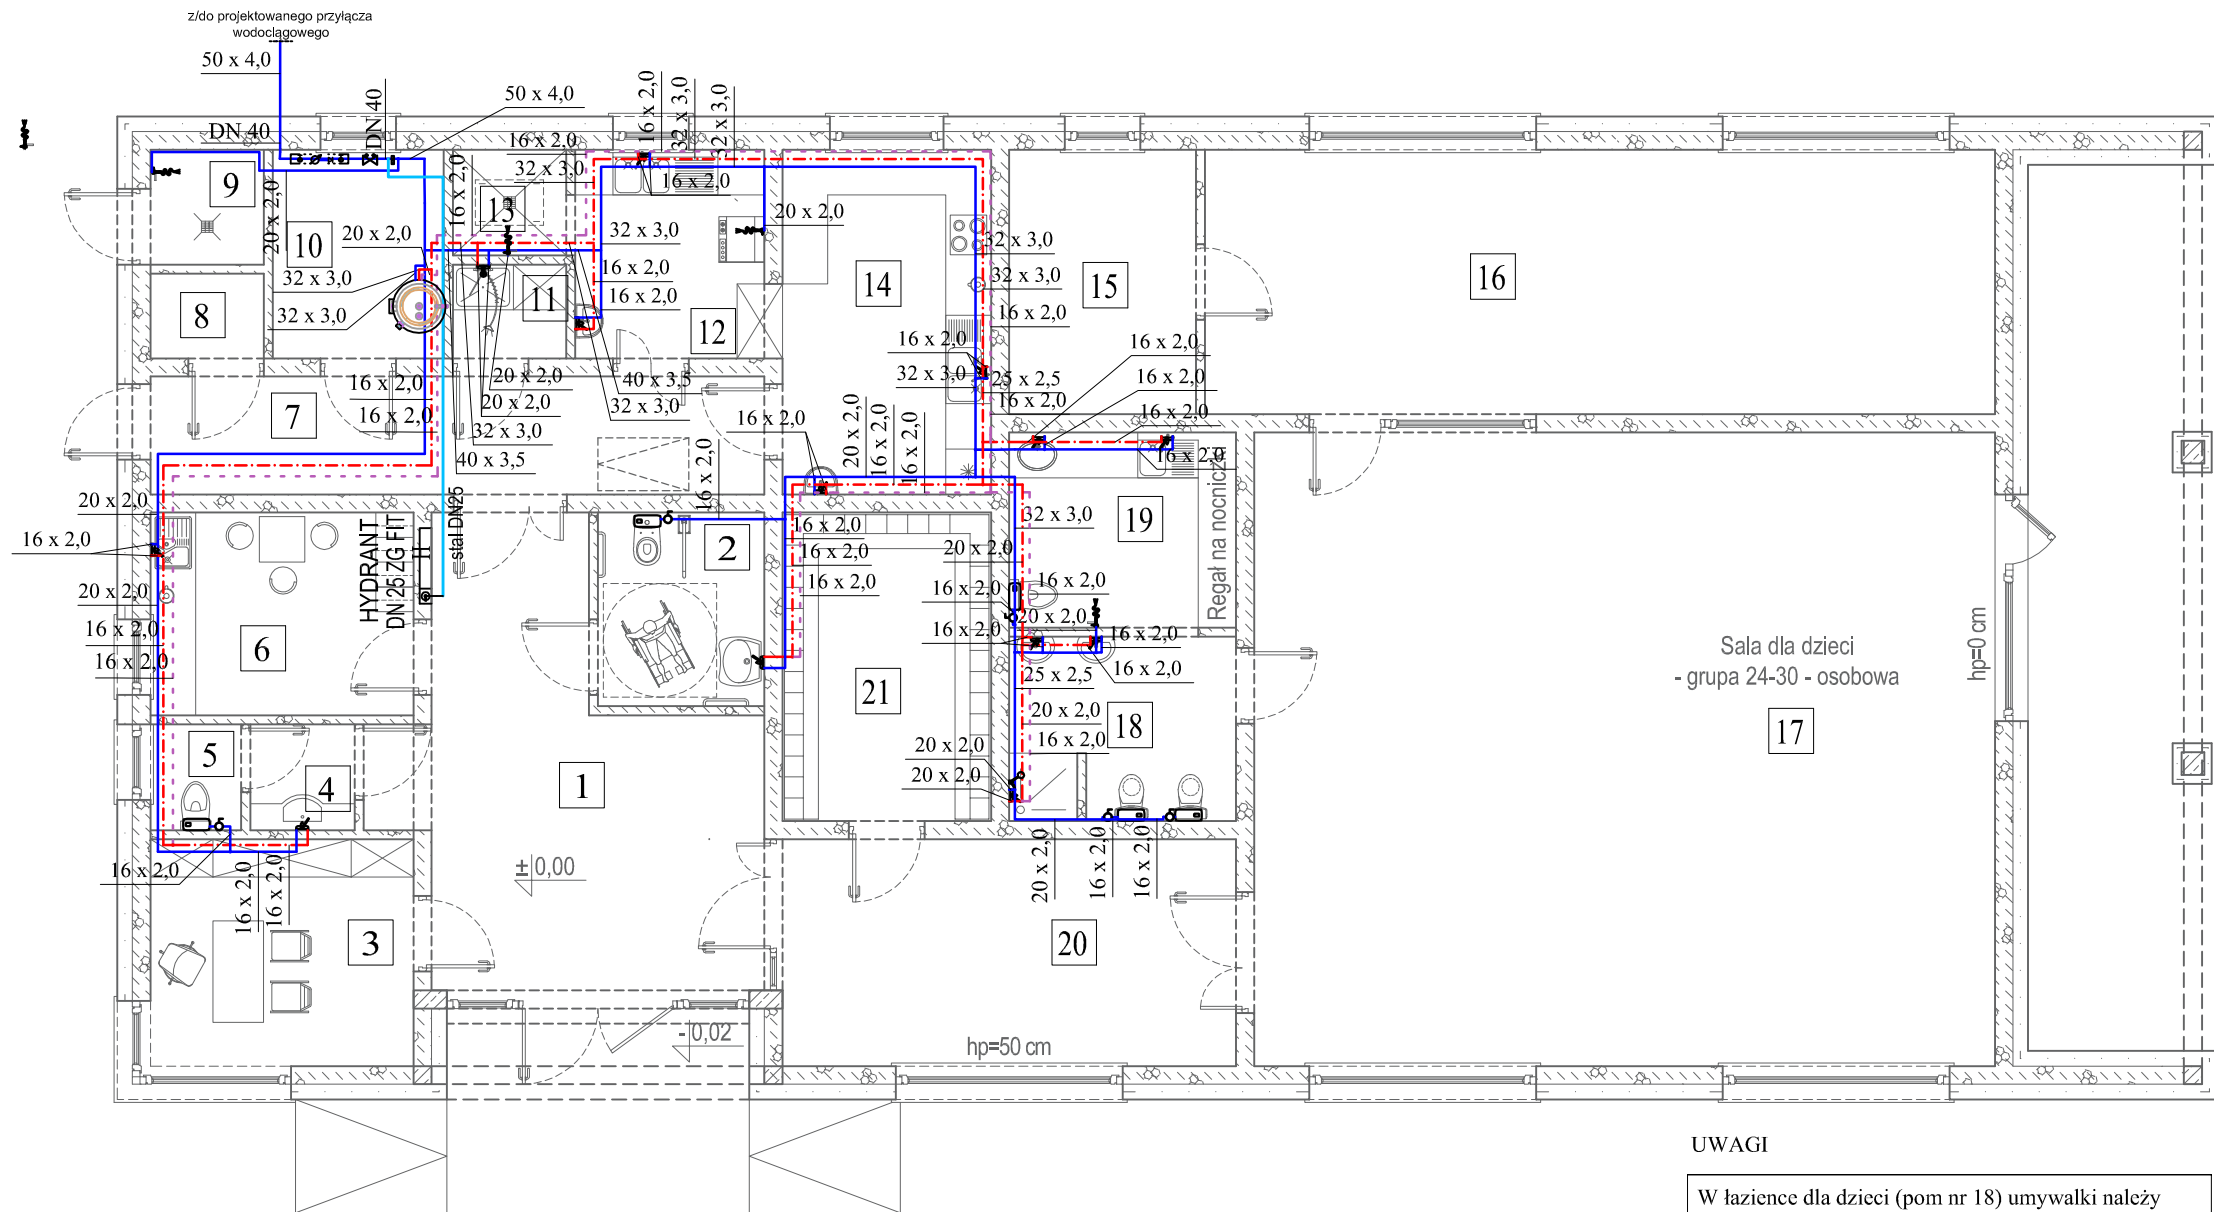 z/do projektowanego przyłącza
wodociągowego
50 x 4,0
DN 40
DN 40
50 x 4,0
16 x 2,0
32 x 3,0
32 x 3,0
16 x 2,0
32 x 3,0
16 x 2,0
16 x 2,0
20 x 2,0
9
10
13
20 x 2,0
20 x 2,0
32 x 3,0
32 x 3,0
8
11
12
32 x 3,0
16 x 2,0
16 x 2,0
14
32 x 3,0
32 x 3,0
16 x 2,0
15
16
16 x 2,0
32 x 3,0
25 x 2,5
16 x 2,0
16 x 2,0
16 x 2,0
16 x 2,0
16 x 2,0
7
16 x 2,0
16 x 2,0
20 x 2,0
20 x 2,0
32 x 3,0
40 x 3,5
40 x 3,5
32 x 3,0
16 x 2,0
16 x 2,0
20 x 2,0
16 x 2,0
16 x 2,0
20 x 2,0
16 x 2,0
20 x 2,0
16 x 2,0
16 x 2,0
6
HYDRANT
DN 25 ZG FIT
H
stal DN25
2
16 x 2,0
16 x 2,0
16 x 2,0
21
32 x 3,0
20 x 2,0
16 x 2,0
16 x 2,0
20 x 2,0
16 x 2,0
16 x 2,0
16 x 2,0
25 x 2,5
20 x 2,0
16 x 2,0
20 x 2,0
20 x 2,0
19
18
Regał na nocniczki
Sala dla dzieci
- grupa 24-30 - osobowa
17
hp=0 cm
5
4
1
16 x 2,0
16 x 2,0
16 x 2,0
3
±0,00
- 0,02
20 x 2,0
16 x 2,0
16 x 2,0
20
hp=50 cm
UWAGI
W łazience dla dzieci (pom nr 18) umywalki należy